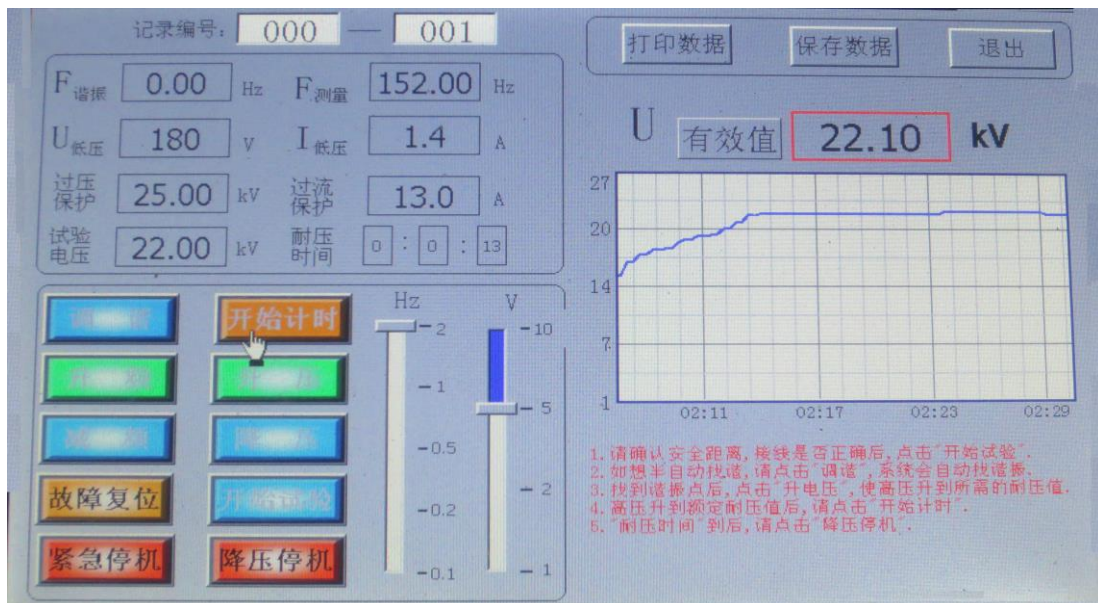 记录编号: 000 — 001
F谐振 0.00 Hz F测量 152.00 Hz
U低压 180 V I低压 1.4 A
过压保护 25.00 kV 过流保护 13.0 A
试验电压 22.00 kV 耐压时间 0 : 0 : 13
开始计时
故障复位 开始试验
紧急停机 降压停机
Hz V
2 10
1 5
0.5
0.2 2
0.1 1
打印数据 保存数据 退出
U 有效值 22.10 kV
27
20
14
7
1
02:11 02:17 02:23 02:29
1.请确认安全距离,接线是否正确后,点击"开始试验".
2.如想半自动找谐,请点击"调谐",系统会自动找谐振.
3.找到谐振点后,点击"升电压",使高压升到所需的耐压值.
4.高压升到额定耐压值后,请点击"开始计时".
5."耐压时间"到后,请点击"降压停机".